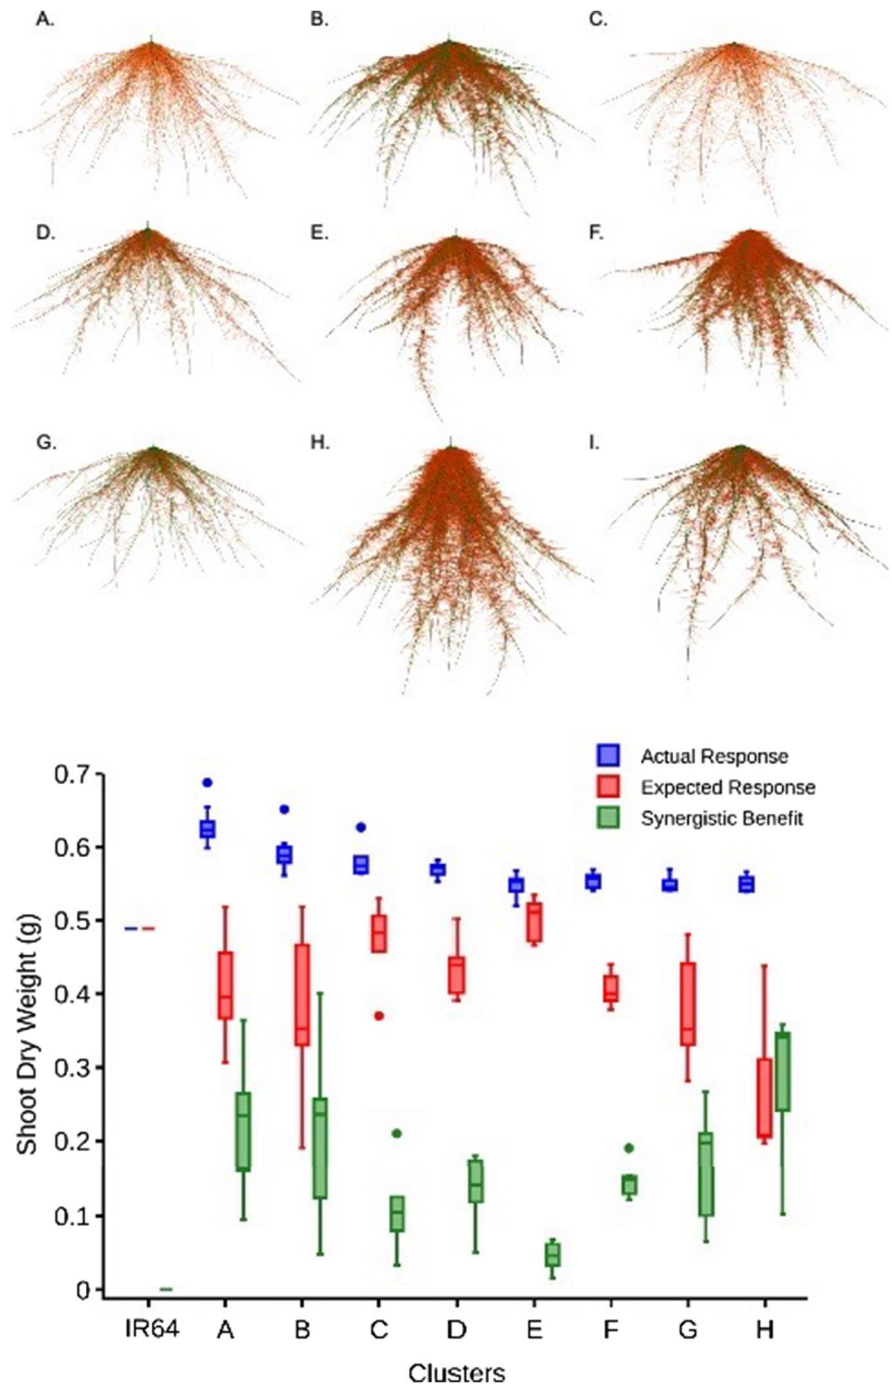 A. B. C.
D. E. F.
G. H. I.
Actual Response
Expected Response
Synergistic Benefit
0.7
0.6
0.5
0.4
0.3
0.2
0.1
0
Shoot Dry Weight (g)
IR64 A B C D E F G H
Clusters